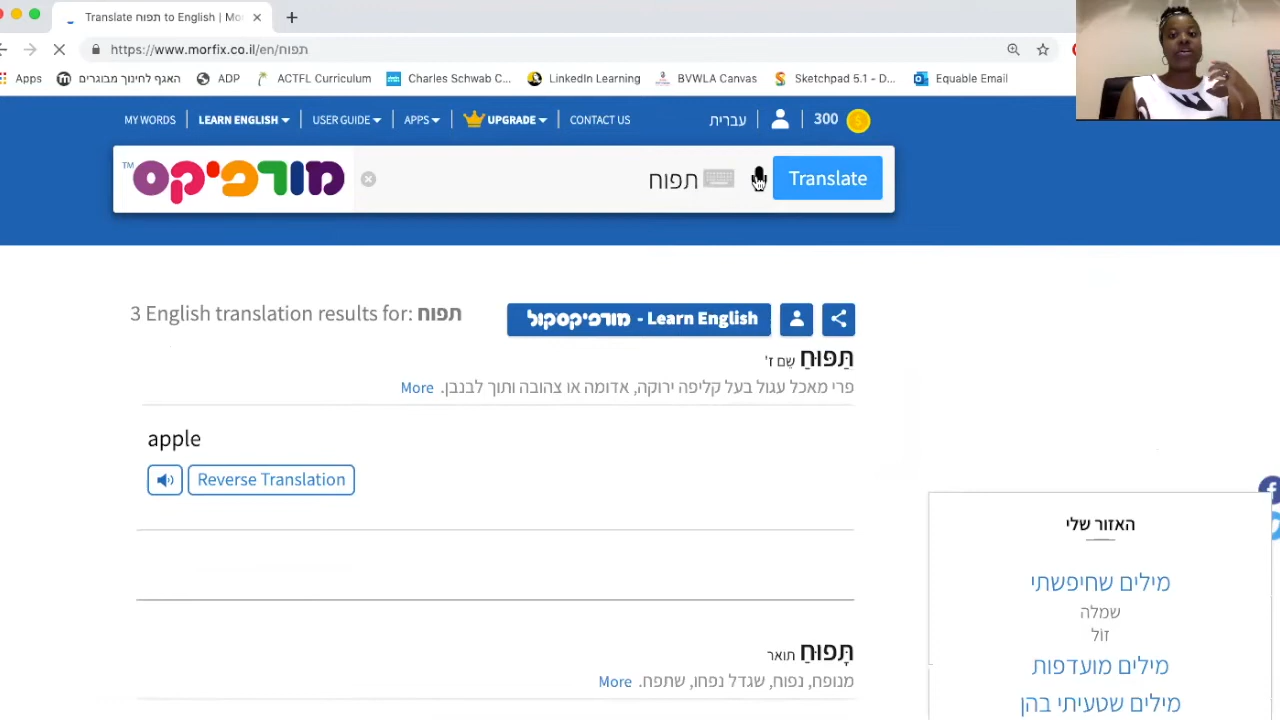 Translate תפוח to English | Mo
https://www.morfix.co.il/en/תפוח
Apps
האגף לחינוך מבוגרים
ADP
ACTFL Curriculum
Charles Schwab C...
LinkedIn Learning
BVWLA Canvas
Sketchpad 5.1 – D...
Equable Email
MY WORDS
LEARN ENGLISH
USER GUIDE
APPS
UPGRADE
CONTACT US
עברית
300
מורפיקס™
תפוח
Translate
3 English translation results for: תפוח
מורפיקסקול - Learn English
תַּפּוּחַ שֵם ז'
פרי מאכל עגול בעל קליפה ירוקה, אדומה או צהובה ותוך לבנבן. More
apple
Reverse Translation
תָּפוּחַ תואר
מנופח, נפוח, שגדל נפחו, שתפח. More
האזור שלי
מילים שחיפשתי
שמלה
זוֹל
מילים מועדפות
מילים שטעיתי בהן